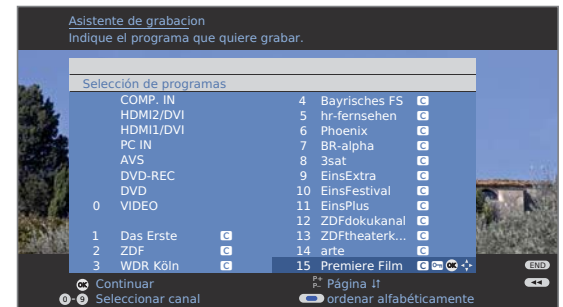 Asistente de grabacion
Indique el programa que quiere grabar.
Selección de programas
COMP. IN
HDMI2/DVI
HDMI1/DVI
PC IN
AVS
DVD-REC
DVD
0 VIDEO
1 Das Erste C
2 ZDF C
3 WDR Köln C
4 Bayrisches FS C
5 hr-fernsehen C
6 Phoenix C
7 BR-alpha C
8 3sat C
9 EinsExtra C
10 EinsFestival C
11 EinsPlus C
12 ZDFdokukanal C
13 ZDFtheaterk... C
14 arte C
15 Premiere Film C OK
OK Continuar
0-9 Seleccionar canal
P+ P- Página
ordenar alfabéticamente
END